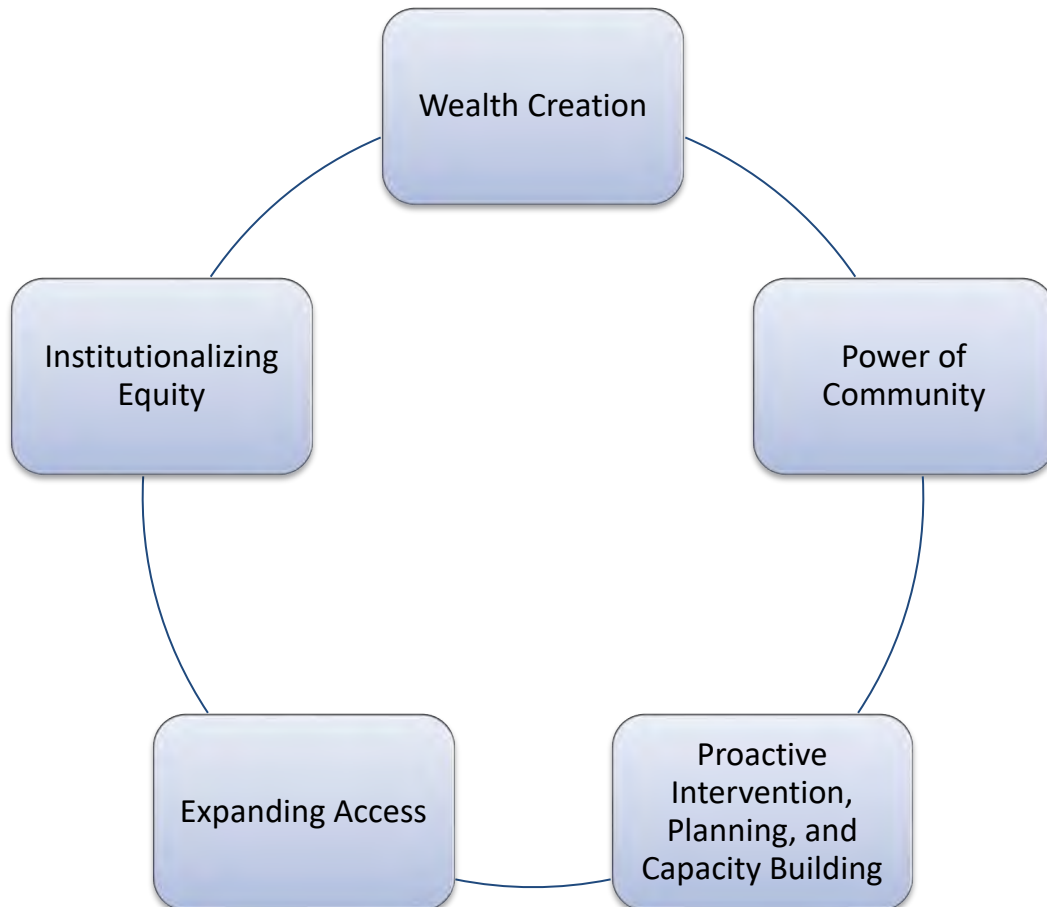 Wealth Creation
Institutionalizing
Equity
Power of
Community
Expanding Access
Proactive
Intervention,
Planning, and
Capacity Building